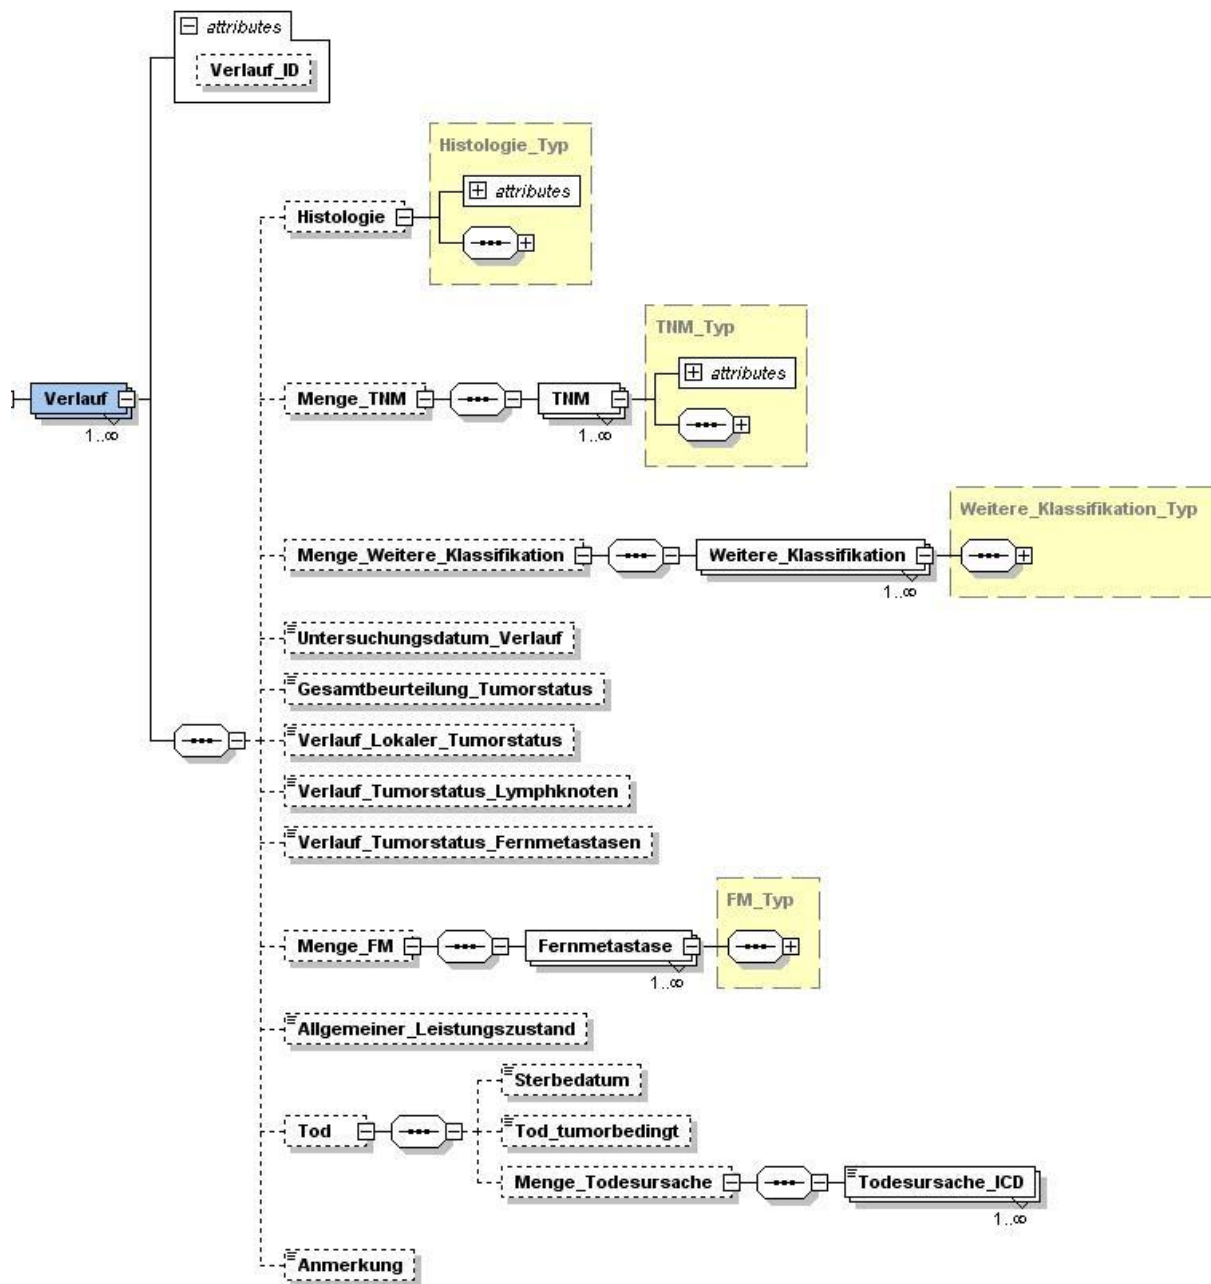 attributes
Verlauf_ID
Histologie_Typ
attributes
Histologie
TNM_Typ
attributes
Verlauf
1..∞
Menge_TNM
TNM
1..∞
Weitere_Klassifikation_Typ
Menge_Weitere_Klassifikation
Weitere_Klassifikation
1..∞
Untersuchungsdatum_Verlauf
Gesamtbeurteilung_Tumorstatus
Verlauf_Lokaler_Tumorstatus
Verlauf_Tumorstatus_Lymphknoten
Verlauf_Tumorstatus_Fernmetastasen
FM_Typ
Menge_FM
Fernmetastase
1..∞
Allgemeiner_Leistungszustand
Sterbedatum
Tod
Tod_tumorbedingt
Menge_Todesursache
Todesursache_ICD
1..∞
Anmerkung